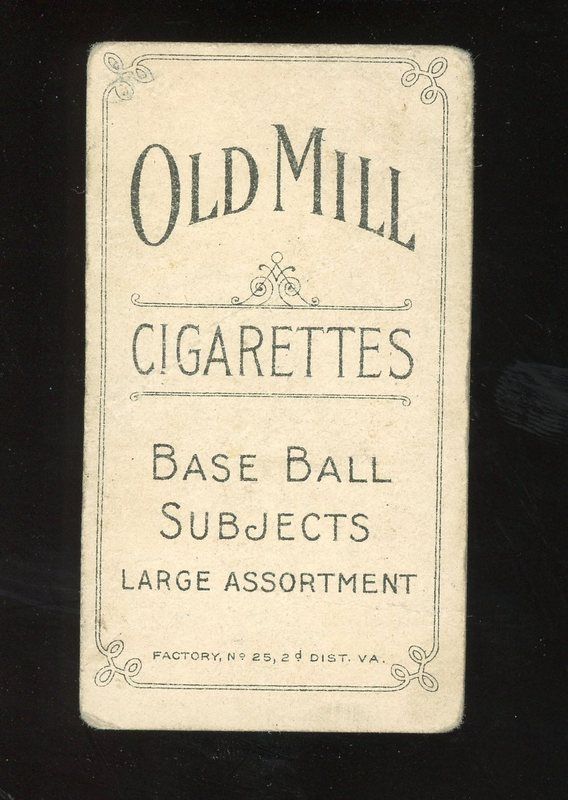 OLD MILL
CIGARETTES
BASE BALL
SUBJECTS
LARGE ASSORTMENT
FACTORY, Nº 25, 2d DIST. VA.